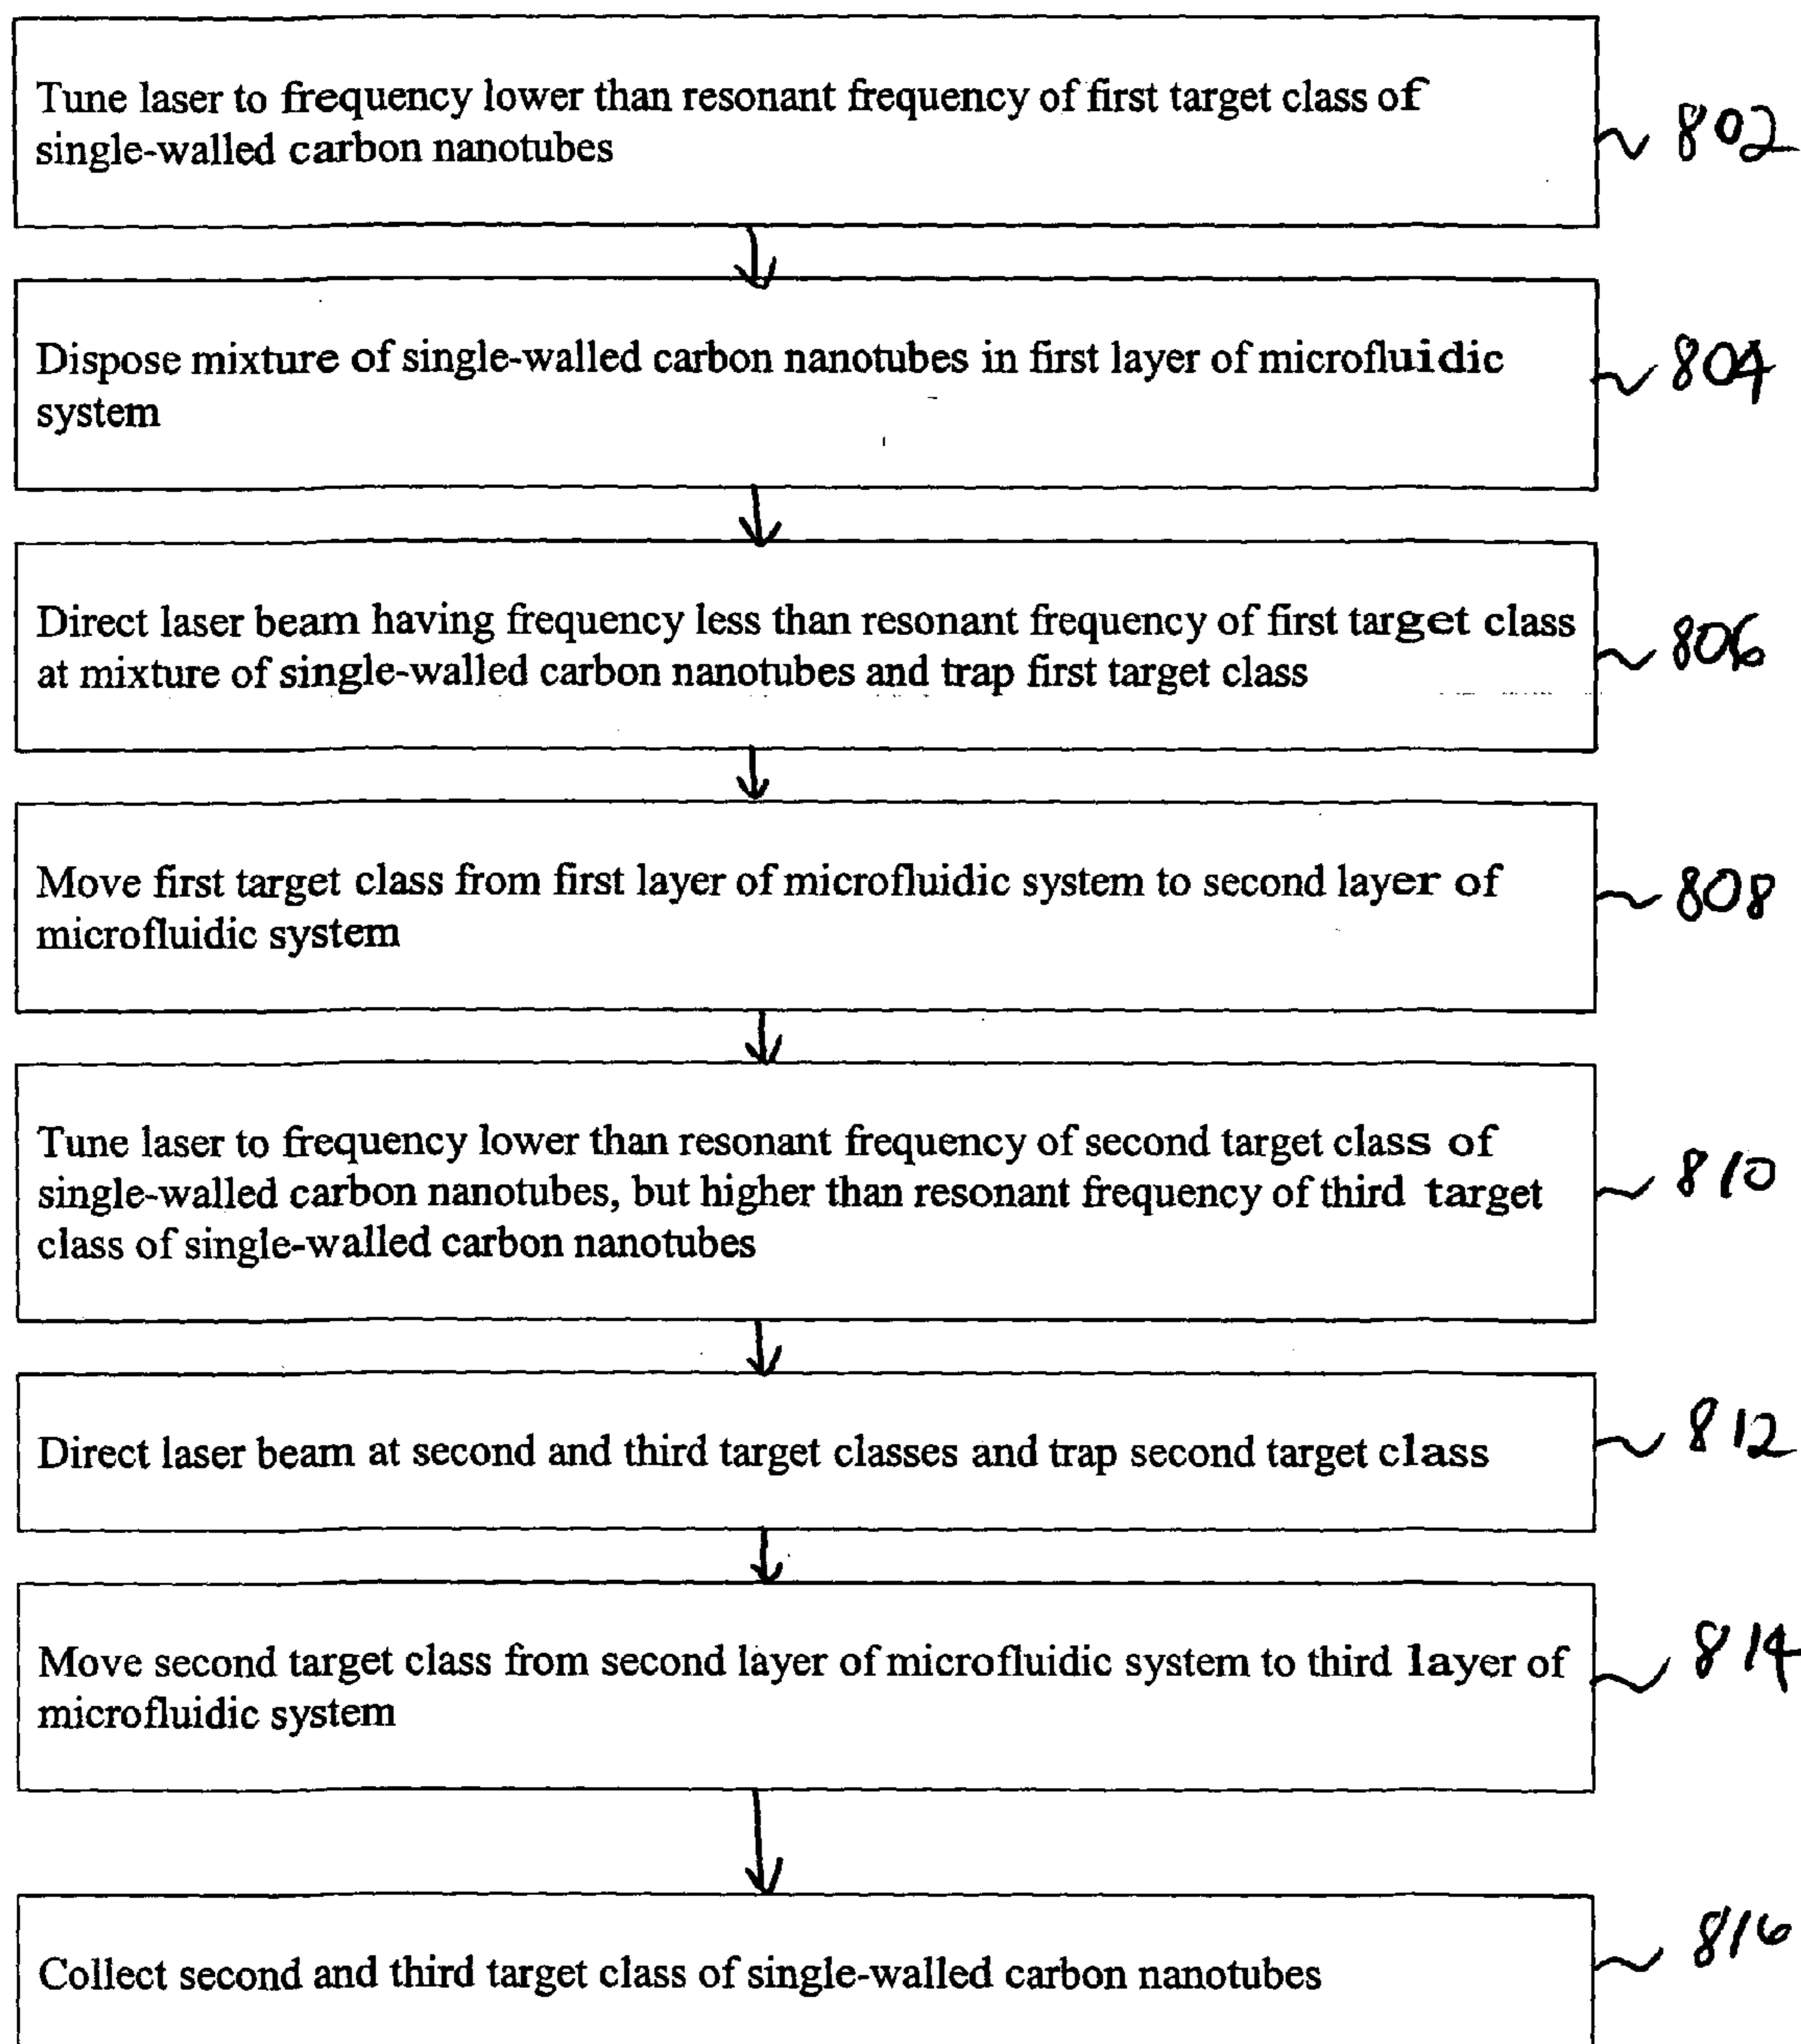 Tune laser to frequency lower than resonant frequency of first target class of
single-walled carbon nanotubes
802
Dispose mixture of single-walled carbon nanotubes in first layer of microfluidic
system
804
Direct laser beam having frequency less than resonant frequency of first target class
at mixture of single-walled carbon nanotubes and trap first target class
806
Move first target class from first layer of microfluidic system to second layer of
microfluidic system
808
Tune laser to frequency lower than resonant frequency of second target class of
single-walled carbon nanotubes, but higher than resonant frequency of third target
class of single-walled carbon nanotubes
810
Direct laser beam at second and third target classes and trap second target class
812
Move second target class from second layer of microfluidic system to third layer of
microfluidic system
814
Collect second and third target class of single-walled carbon nanotubes
816